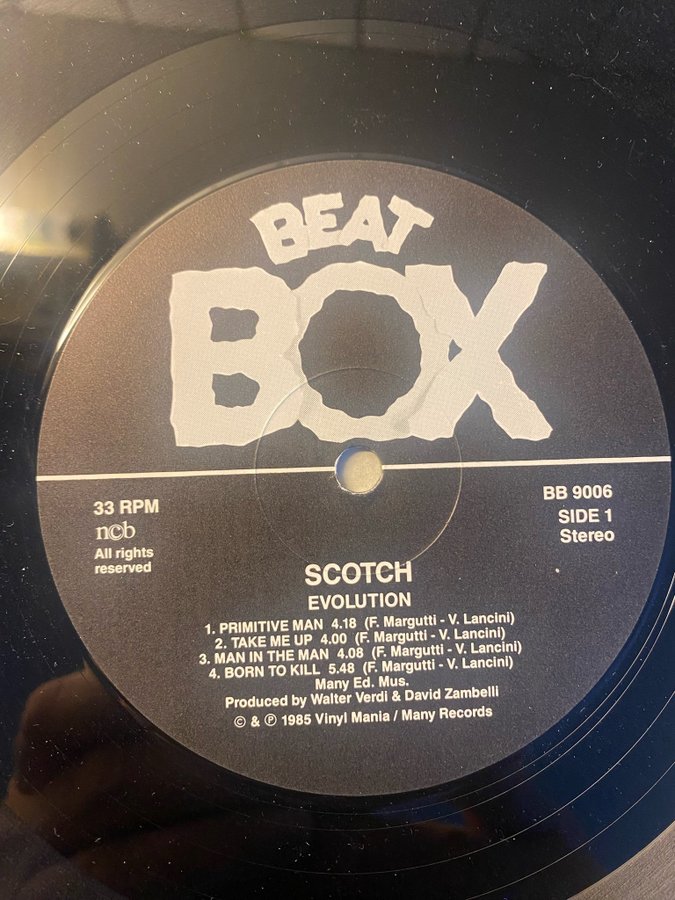 BEAT
BOX
33 RPM
ncb
All rights
reserved
BB 9006
SIDE 1
Stereo
SCOTCH
EVOLUTION
1. PRIMITIVE MAN 4.18 (F. Margutti - V. Lancini)
2. TAKE ME UP 4.00 (F. Margutti - V. Lancini)
3. MAN IN THE MAN 4.08 (F. Margutti - V. Lancini)
4. BORN TO KILL 5.48 (F. Margutti - V. Lancini)
Many Ed. Mus.
Produced by Walter Verdi & David Zambelli
© & ℗ 1985 Vinyl Mania / Many Records